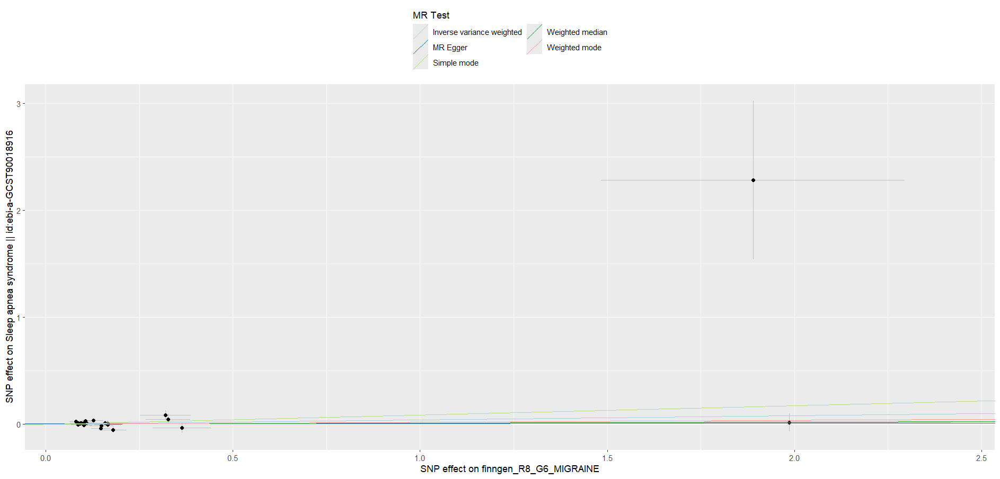 MR Test
Inverse variance weighted
Weighted median
MR Egger
Weighted mode
Simple mode
SNP effect on Sleep apnea syndrome || id:ebi-a-GCST90018916
3
2
1
0
0.0
0.5
1.0
1.5
2.0
2.5
SNP effect on finngen_R8_G6_MIGRAINE